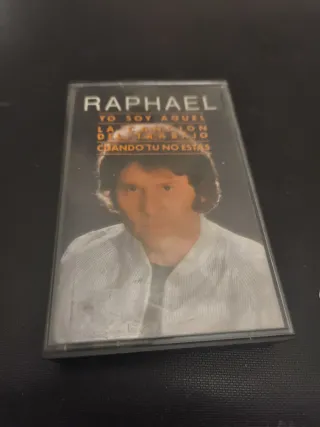 RAPHAEL
YO SOY AQUEL
LA CANCION
DEL TRABAJO
CUANDO TU NO ESTAS